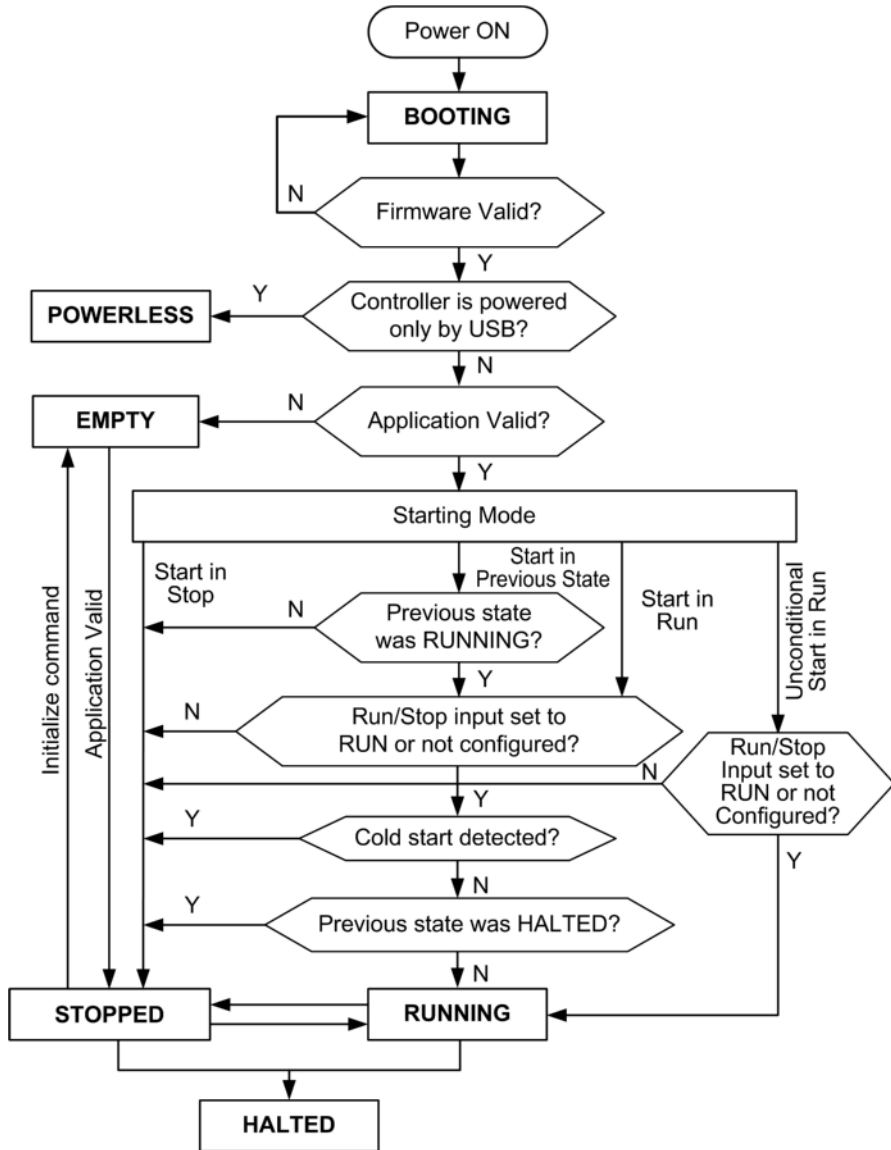 Power ON
BOOTING
N
Firmware Valid?
Y
Y
Controller is powered
only by USB?
POWERLESS
N
N
EMPTY
Application Valid?
Y
Starting Mode
Start in
Stop
Start in
Previous State
Start in
Run
Unconditional
Start in Run
Initialize command
Application Valid
N
Previous state
was RUNNING?
Y
N
Run/Stop input set to
RUN or not configured?
N
Run/Stop
Input set to
RUN or not
Configured?
Y
Y
Cold start detected?
Y
N
Y
Previous state was HALTED?
N
STOPPED
RUNNING
HALTED